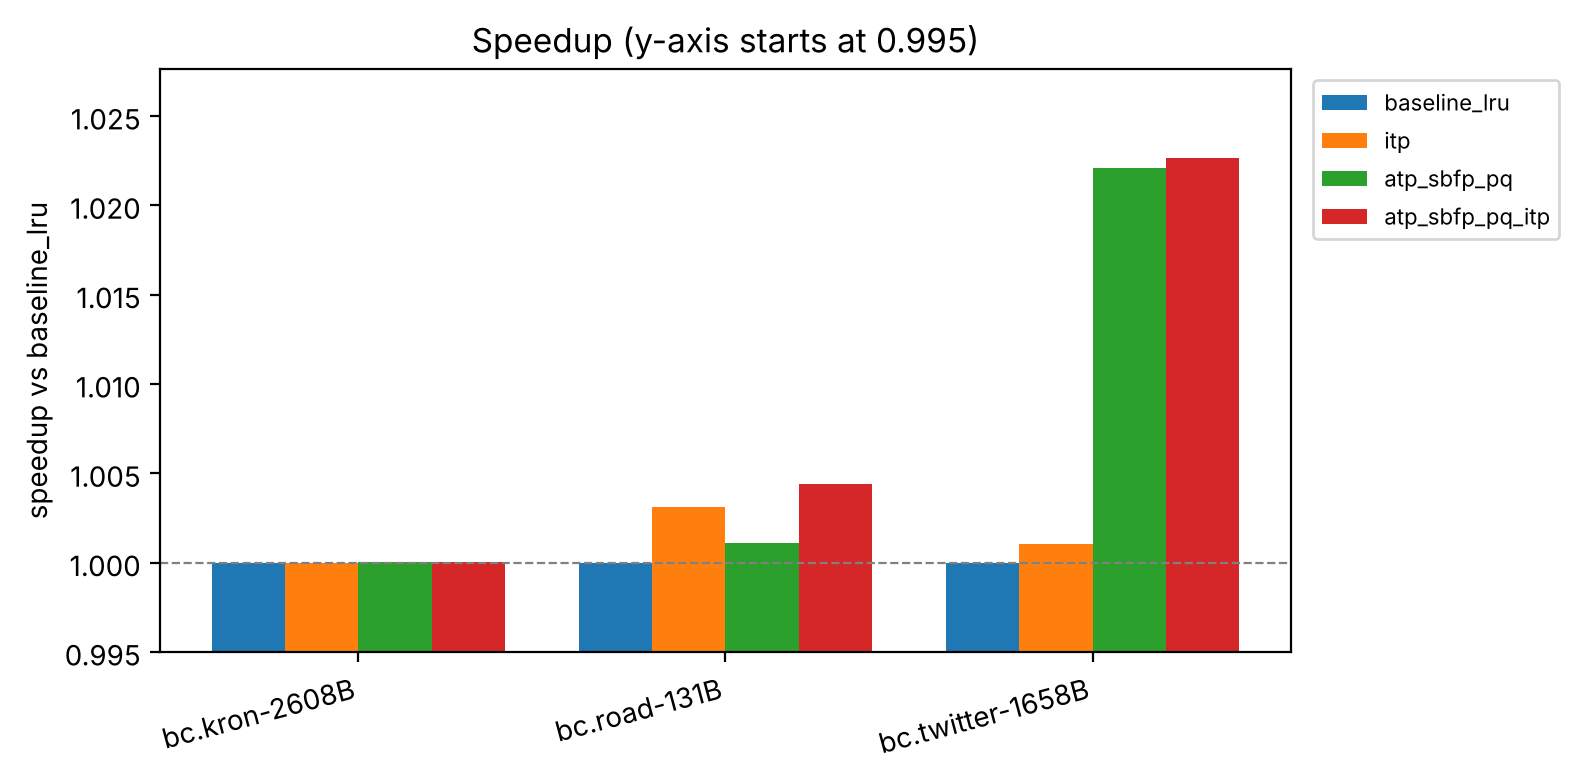 Speedup (y-axis starts at 0.995)
speedup vs baseline_lru
1.025
1.020
1.015
1.010
1.005
1.000
0.995
bc.kron-2608B
bc.road-131B
bc.twitter-1658B
baseline_lru
itp
atp_sbfp_pq
atp_sbfp_pq_itp